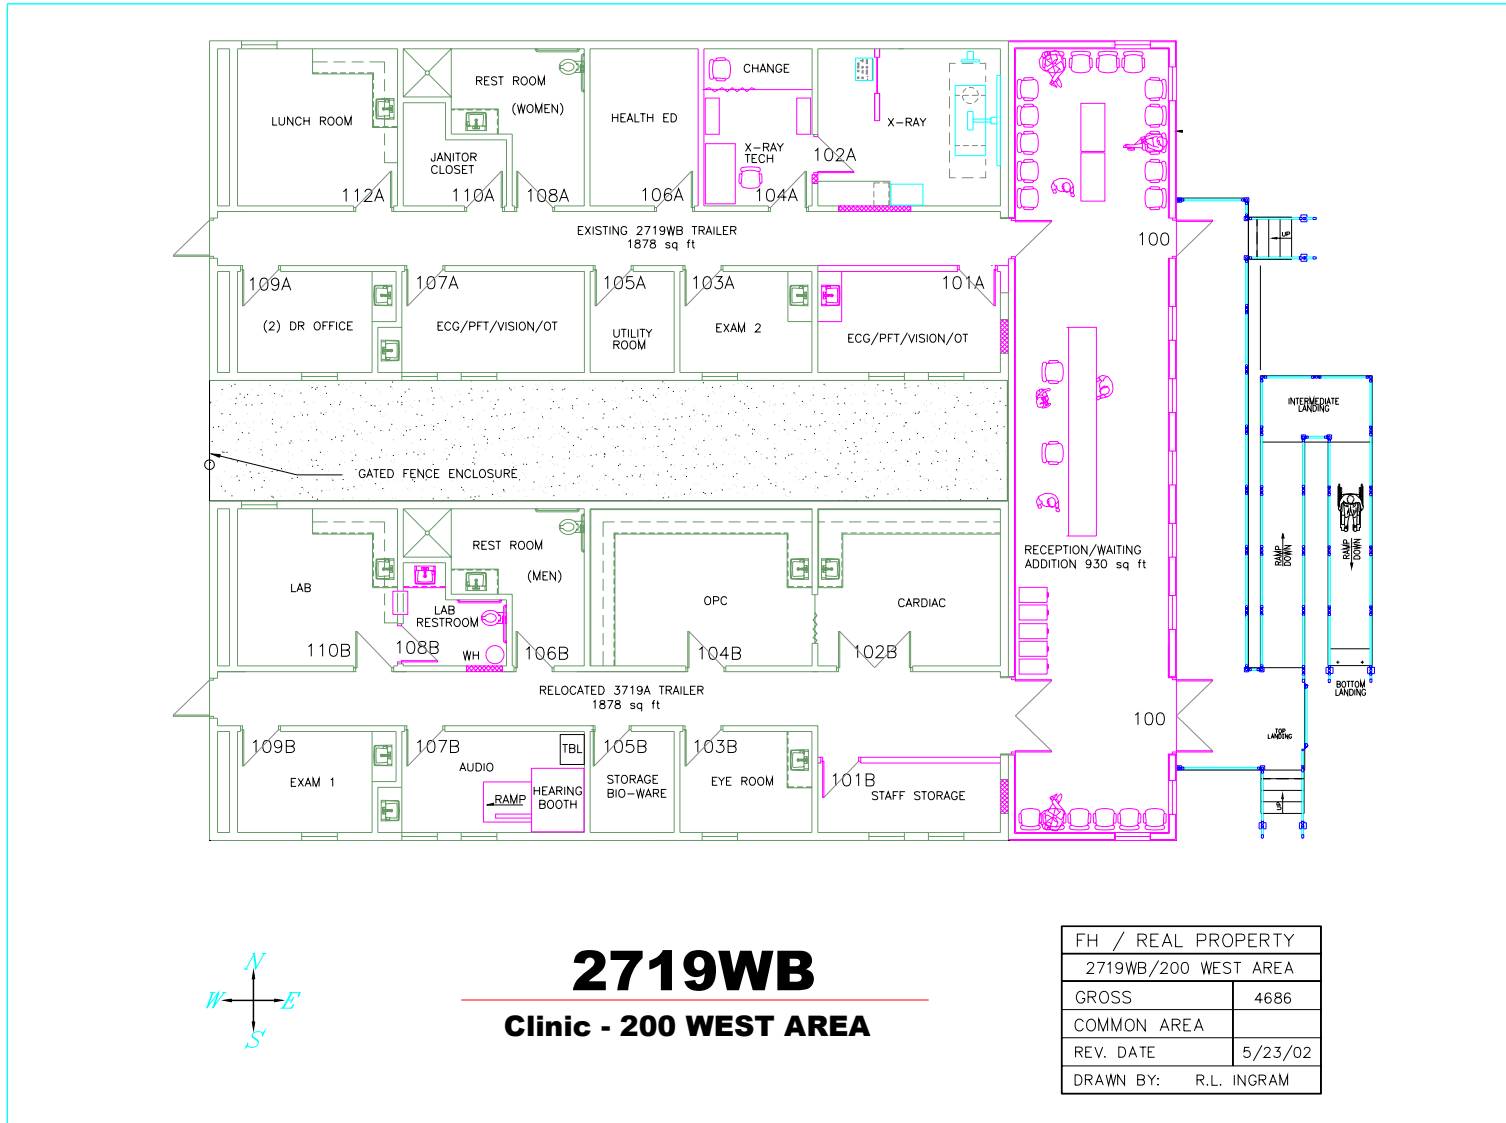 REST ROOM
CHANGE
(WOMEN)
LUNCH ROOM
HEALTH ED
X-RAY
X-RAY
TECH
JANITOR
CLOSET
102A
112A
110A
108A
106A
104A
EXISTING 2719WB TRAILER
1878 sq ft
100
UP
109A
107A
105A
103A
101A
(2) DR OFFICE
ECG/PFT/VISION/OT
UTILITY
ROOM
EXAM 2
ECG/PFT/VISION/OT
INTERMEDIATE
LANDING
GATED FENCE ENCLOSURE
REST ROOM
(MEN)
RECEPTION/WAITING
ADDITION 930 sq ft
RAMP
DOWN
RAMP
DOWN
LAB
OPC
CARDIAC
LAB
RESTROOM
110B
108B
WH
106B
104B
102B
RELOCATED 3719A TRAILER
1878 sq ft
BOTTOM
LANDING
100
TOP
LANDING
109B
107B
TBL
105B
103B
101B
EXAM 1
AUDIO
STORAGE
BIO-WARE
EYE ROOM
STAFF STORAGE
RAMP
HEARING
BOOTH
UP
N
W E
S
2719WB
Clinic - 200 WEST AREA
FH / REAL PROPERTY
2719WB/200 WEST AREA
GROSS 4686
COMMON AREA
REV. DATE 5/23/02
DRAWN BY: R.L. INGRAM